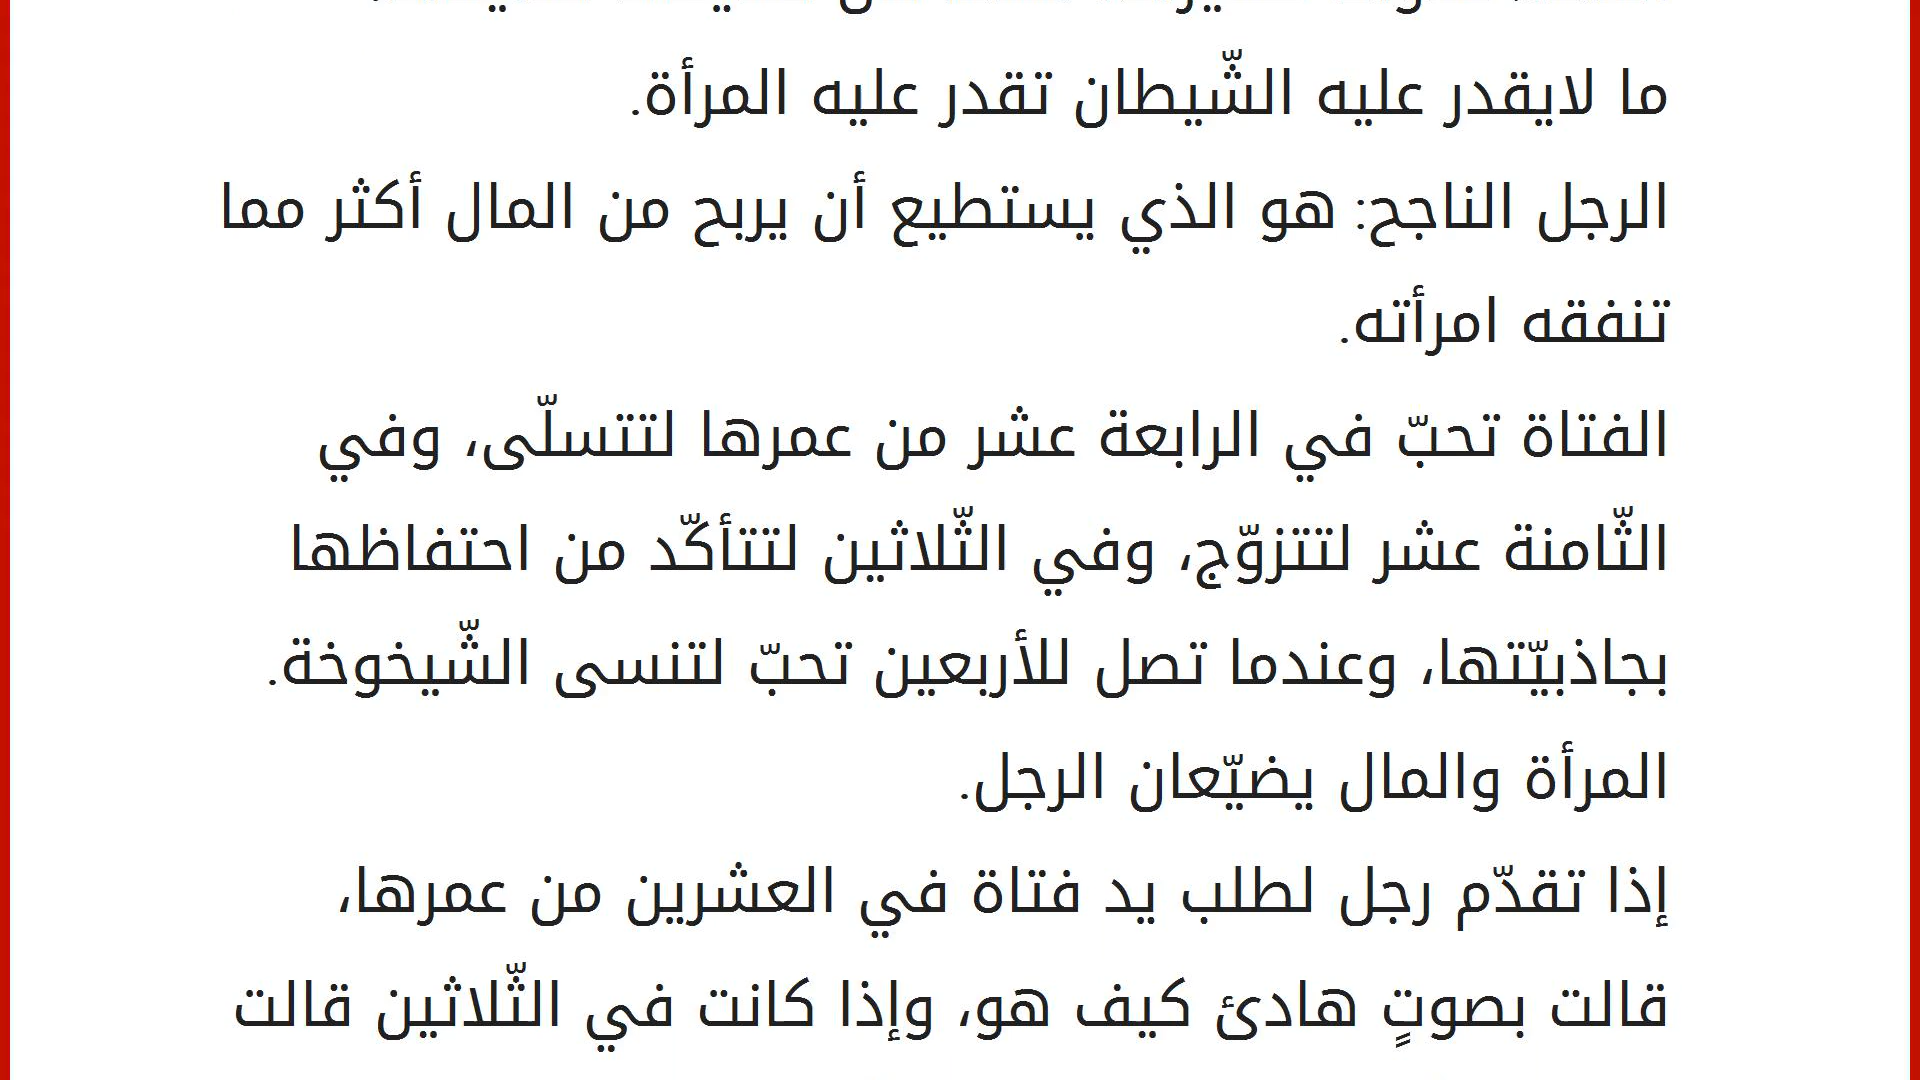 ما لايقدر عليه الشّيطان تقدر عليه المرأة.
الرجل الناجح: هو الذي يستطيع أن يربح من المال أكثر مما
تنفقه امرأته.
الفتاة تحبّ في الرابعة عشر من عمرها لتتسلّى، وفي
الثّامنة عشر لتتزوّج، وفي الثّلاثين لتتأكّد من احتفاظها
بجاذبيّتها، وعندما تصل للأربعين تحبّ لتنسى الشّيخوخة.
المرأة والمال يضيّعان الرجل.
إذا تقدّم رجل لطلب يد فتاة في العشرين من عمرها،
قالت بصوتٍ هادئ كيف هو، وإذا كانت في الثّلاثين قالت